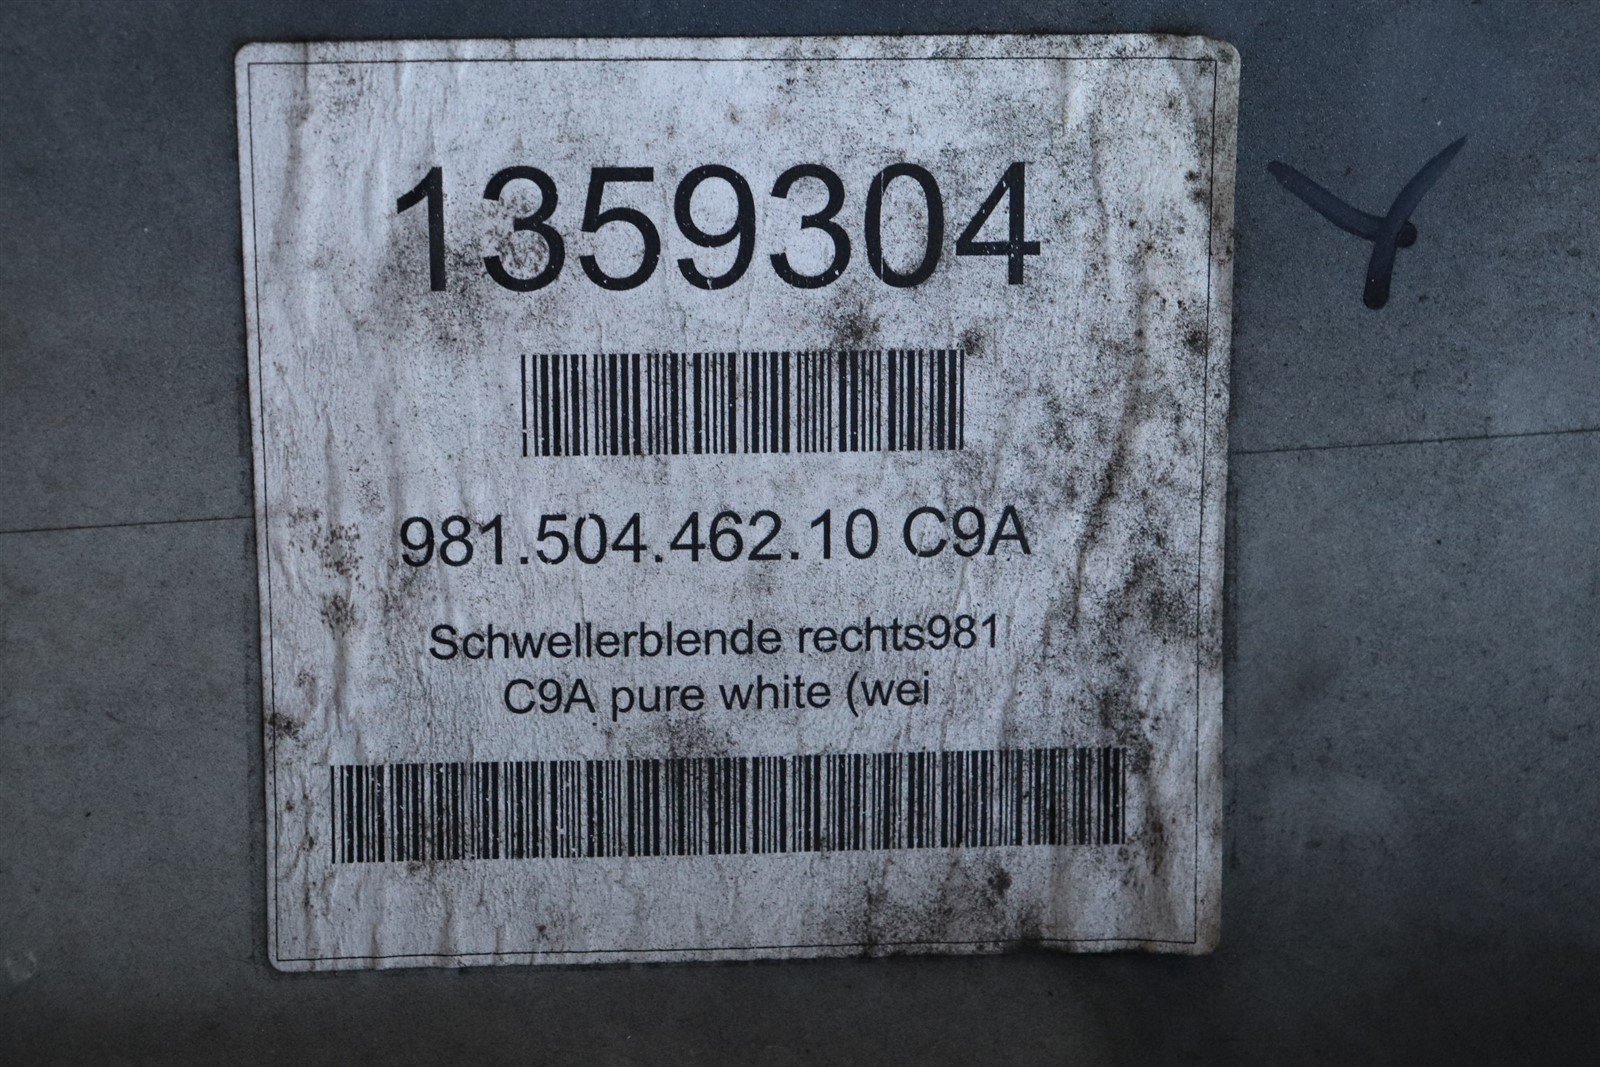 1359304
981.504.462.10 C9A
Schwellerblende rechts981
C9A pure white (wei